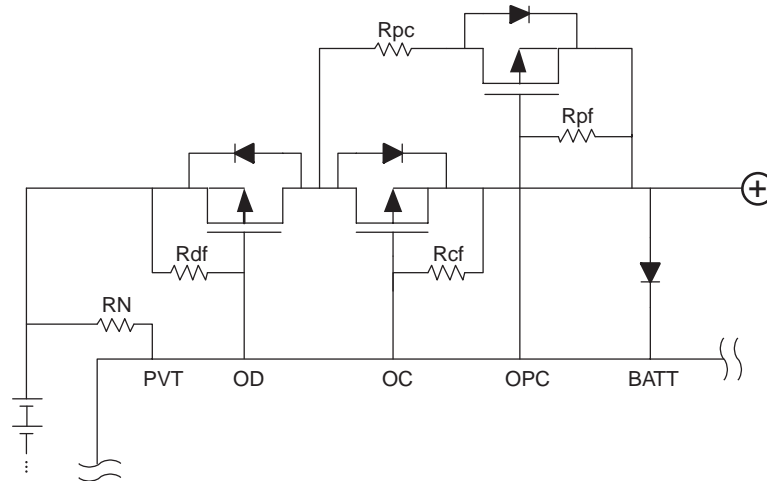 Rpc
Rpf
Rdf
Rcf
RN
PVT OD OC OPC BATT